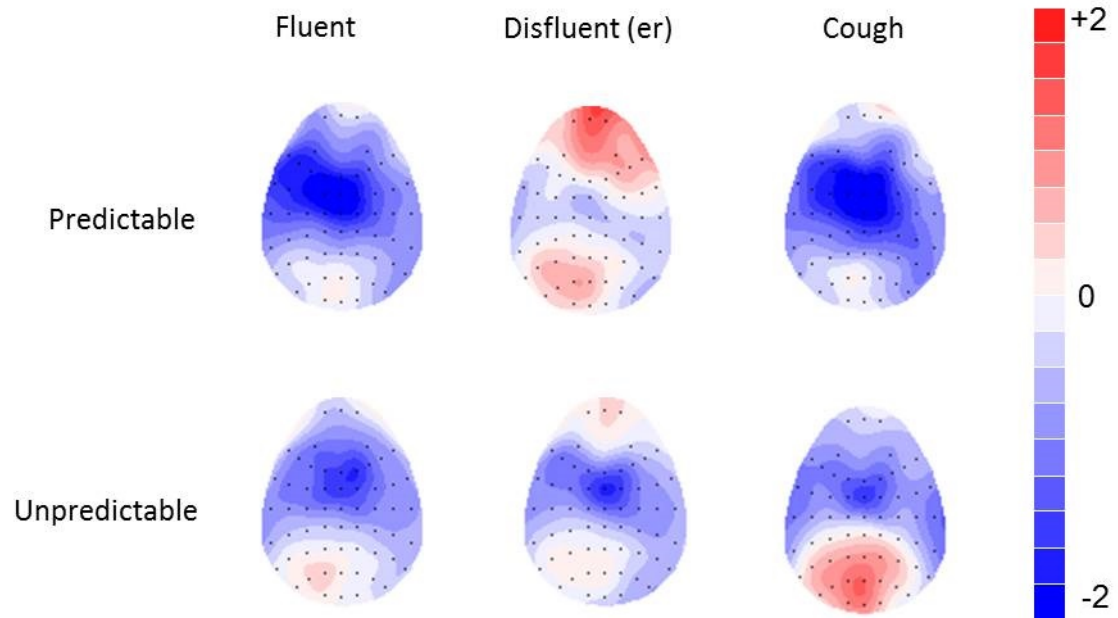 Fluent Disfluent (er) Cough
+2
Predictable
0
Unpredictable
-2